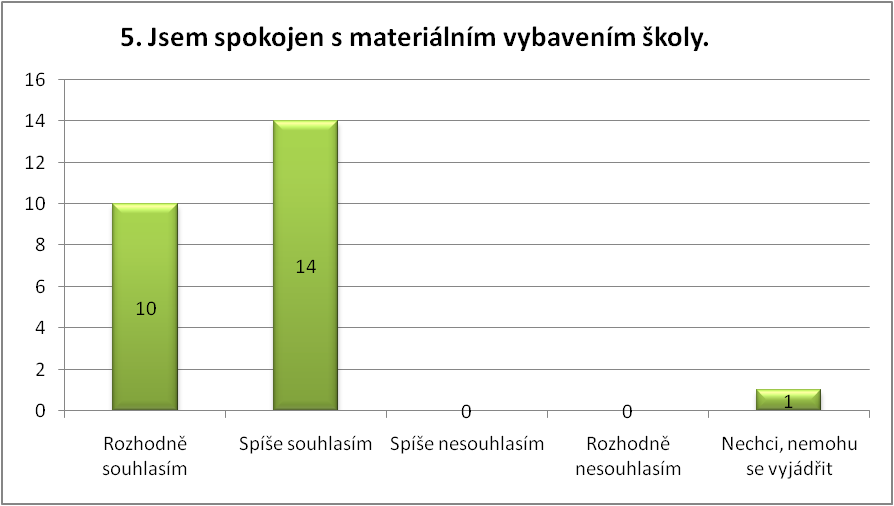 5. Jsem spokojen s materiálním vybavením školy.
16
14
12
10
8
6
4
2
0
10
14
0
0
1
Rozhodně
souhlasím
Spíše souhlasím
Spíše nesouhlasím
Rozhodně
nesouhlasím
Nechci, nemohu
se vyjádřit